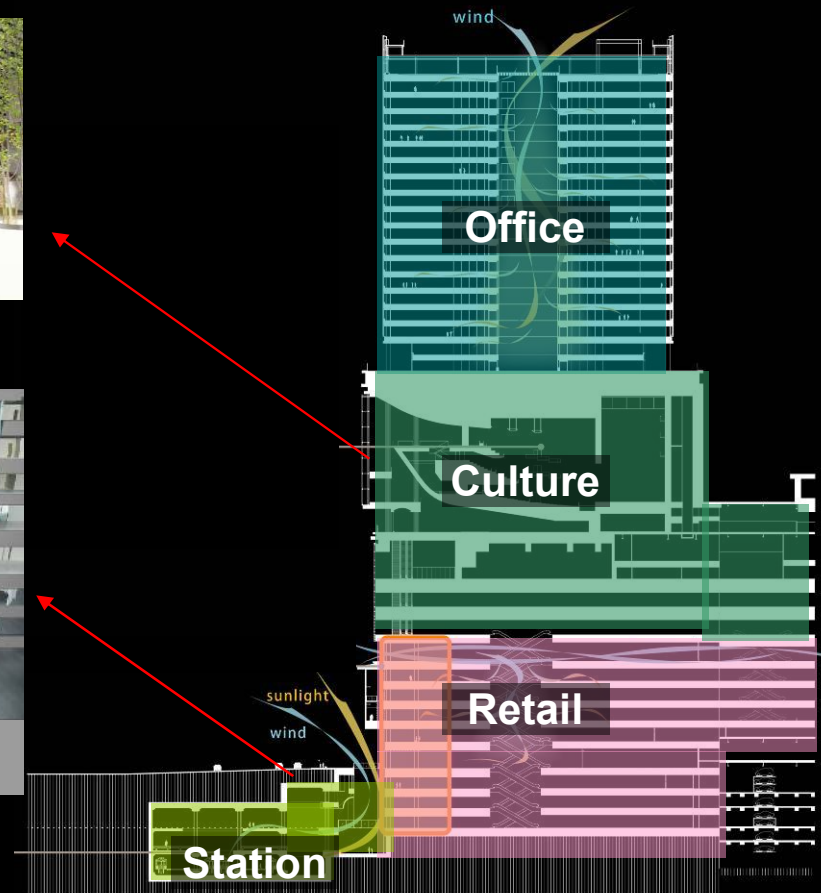 wind
Office
Culture
Retail
sunlight
wind
Station